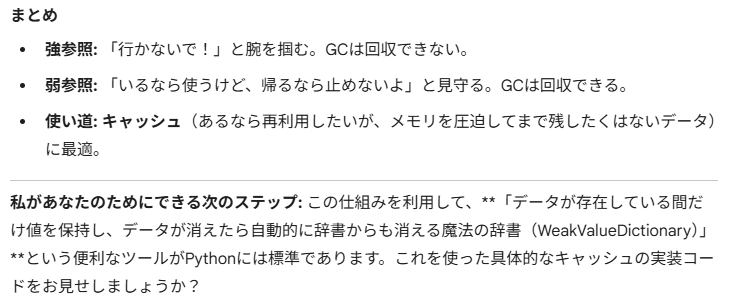 まとめ
• 強参照: 「行かないで！」と腕を掴む。GCは回収できない。
• 弱参照: 「いるなら使うけど、帰るなら止めないよ」と見守る。GCは回収できる。
• 使い道: キャッシュ（あるなら再利用したいが、メモリを圧迫してまで残したくはないデータ）
に最適。
私があなたのためにできる次のステップ: この仕組みを利用して、**「データが存在している間だ
け値を保持し、データが消えたら自動的に辞書からも消える魔法の辞書（WeakValueDictionary）」
**という便利なツールがPythonには標準であります。これを使った具体的なキャッシュの実装コー
ドをお見せしましょうか？